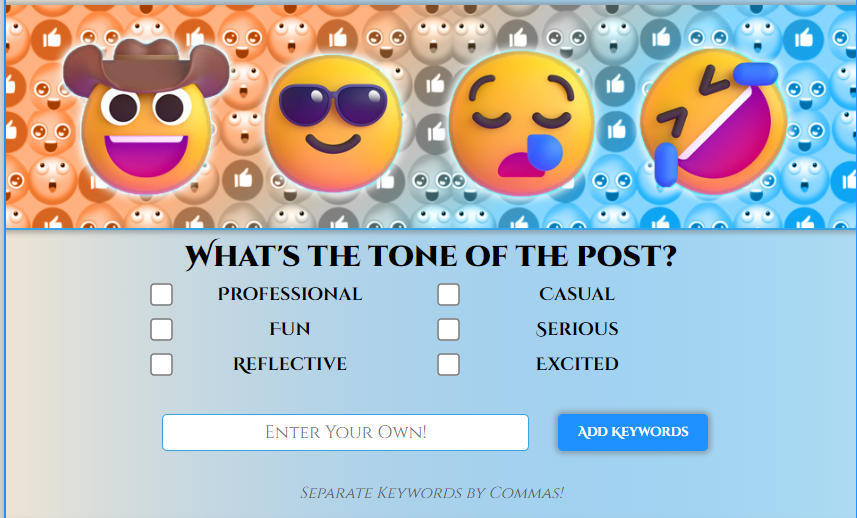 What's the tone of the post?
Professional
Casual
Fun
Serious
Reflective
Excited
Enter Your Own!
Add Keywords
Separate Keywords by Commas!